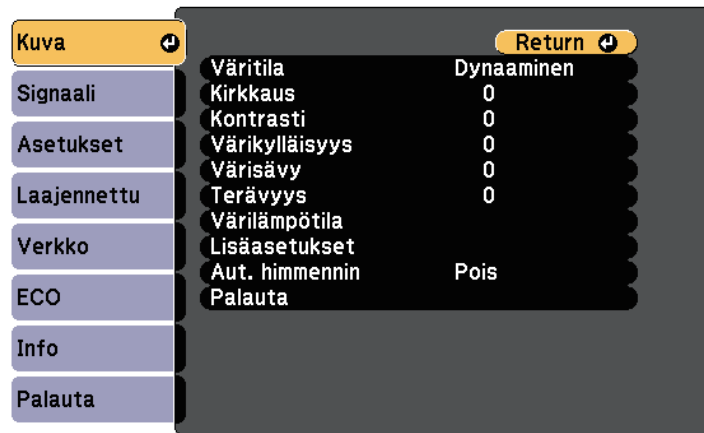 Kuva
Signaali
Asetukset
Laajennettu
Verkko
ECO
Info
Palauta
Return
Väritila Dynaaminen
Kirkkaus 0
Kontrasti 0
Värikylläisyys 0
Värisävy 0
Terävyys 0
Värilämpötila
Lisäasetukset
Aut. himmennin Pois
Palauta